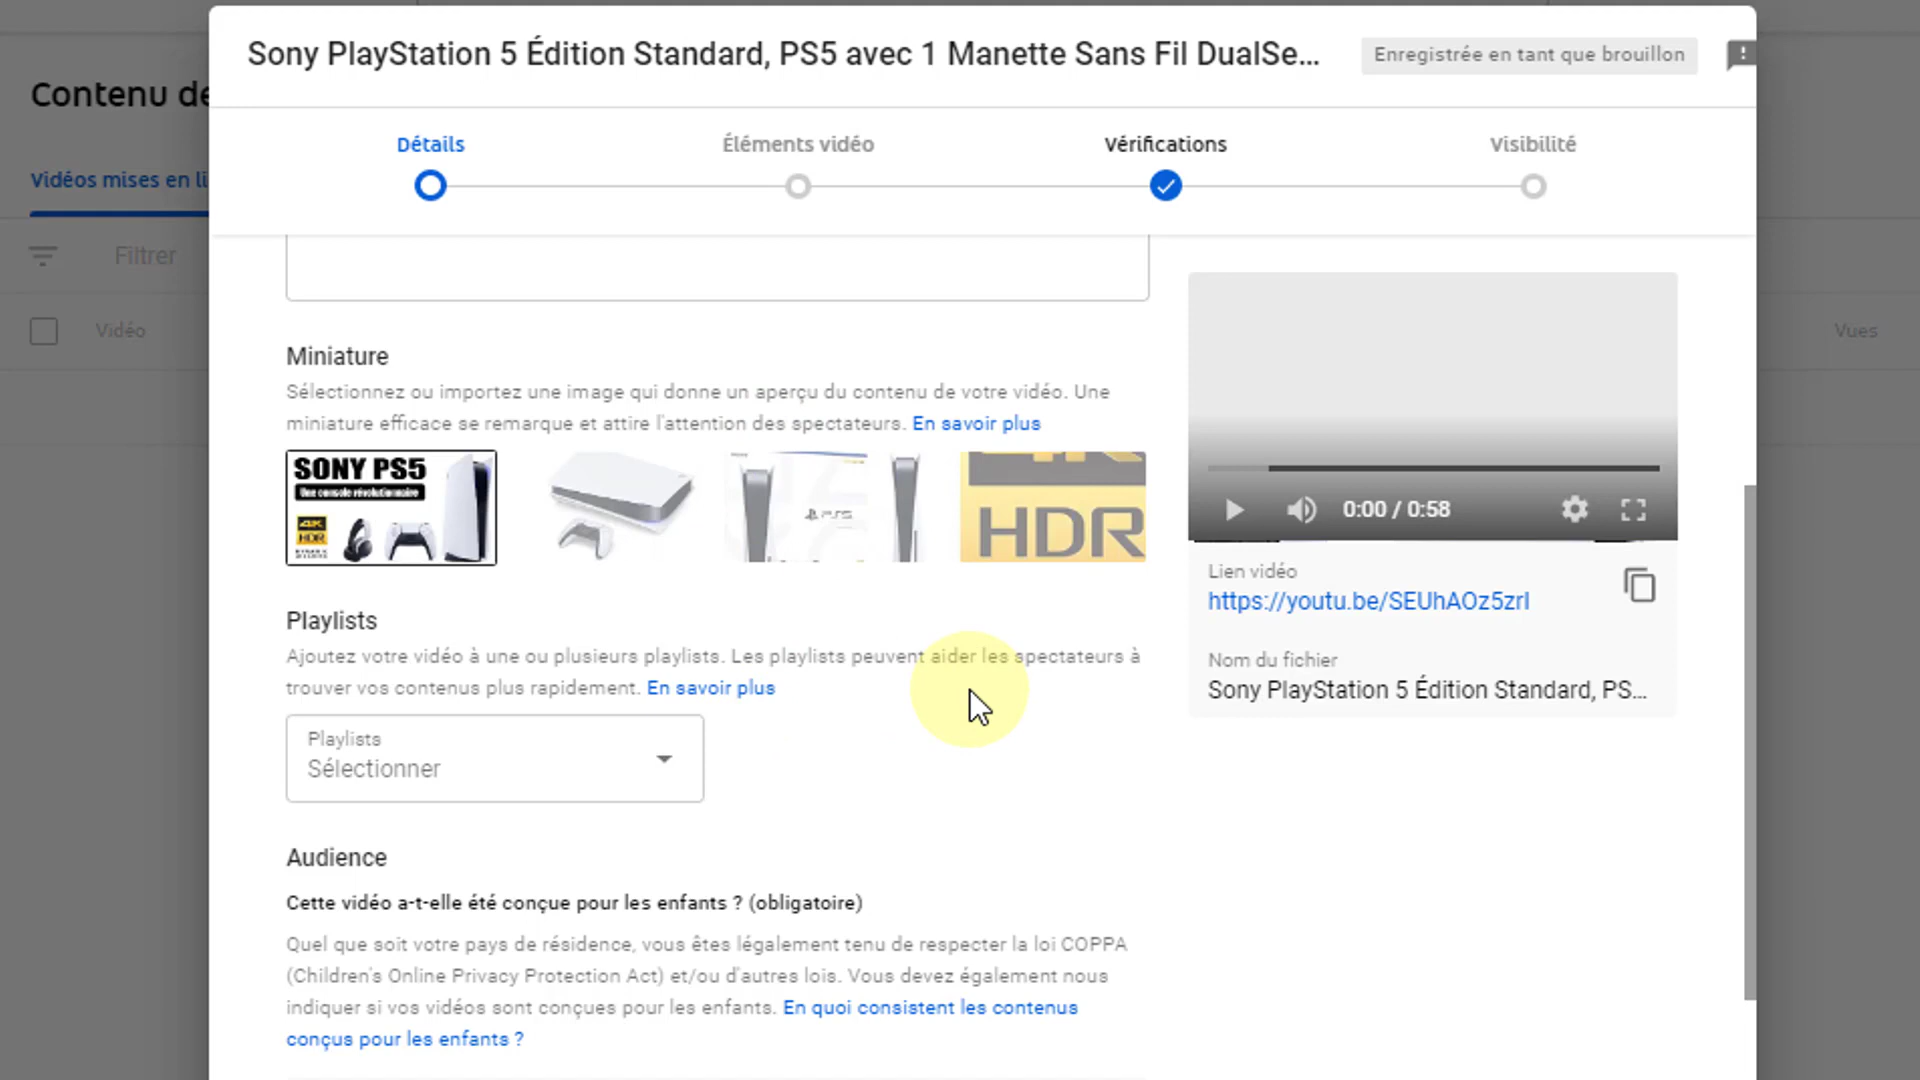 Sony PlayStation 5 Édition Standard, PS5 avec 1 Manette Sans Fil DualSe...
Enregistrée en tant que brouillon
Contenu de
Détails
Éléments vidéo
Vérifications
Visibilité
Vidéos mises en li
Filtrer
Vidéo
Vues
Miniature
Sélectionnez ou importez une image qui donne un aperçu du contenu de votre vidéo. Une
miniature efficace se remarque et attire l'attention des spectateurs. En savoir plus
SONY PS5
Une console révolutionnaire
4K
HDR
PS5
HDR
0:00 / 0:58
Lien vidéo
https://youtu.be/SEUhAOz5zrI
Nom du fichier
Sony PlayStation 5 Édition Standard, PS...
Playlists
Ajoutez votre vidéo à une ou plusieurs playlists. Les playlists peuvent aider les spectateurs à
trouver vos contenus plus rapidement. En savoir plus
Playlists
Sélectionner
Audience
Cette vidéo a-t-elle été conçue pour les enfants ? (obligatoire)
Quel que soit votre pays de résidence, vous êtes légalement tenu de respecter la loi COPPA
(Children's Online Privacy Protection Act) et/ou d'autres lois. Vous devez également nous
indiquer si vos vidéos sont conçues pour les enfants. En quoi consistent les contenus
conçus pour les enfants ?